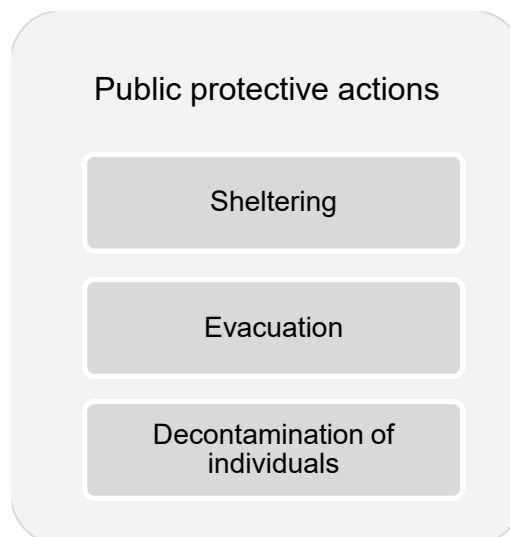 Public protective actions
Sheltering
Evacuation
Decontamination of
individuals